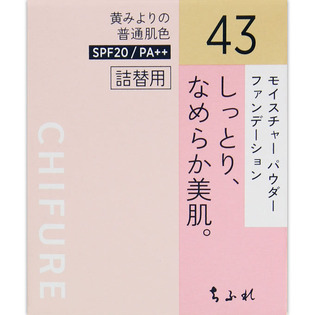 黄みよりの
普通肌色
SPF20/PA++
詰替用
43
モイスチャー パウダー
ファンデーション
しっとり、
なめらか美肌。
CHIFURE
ちふれ